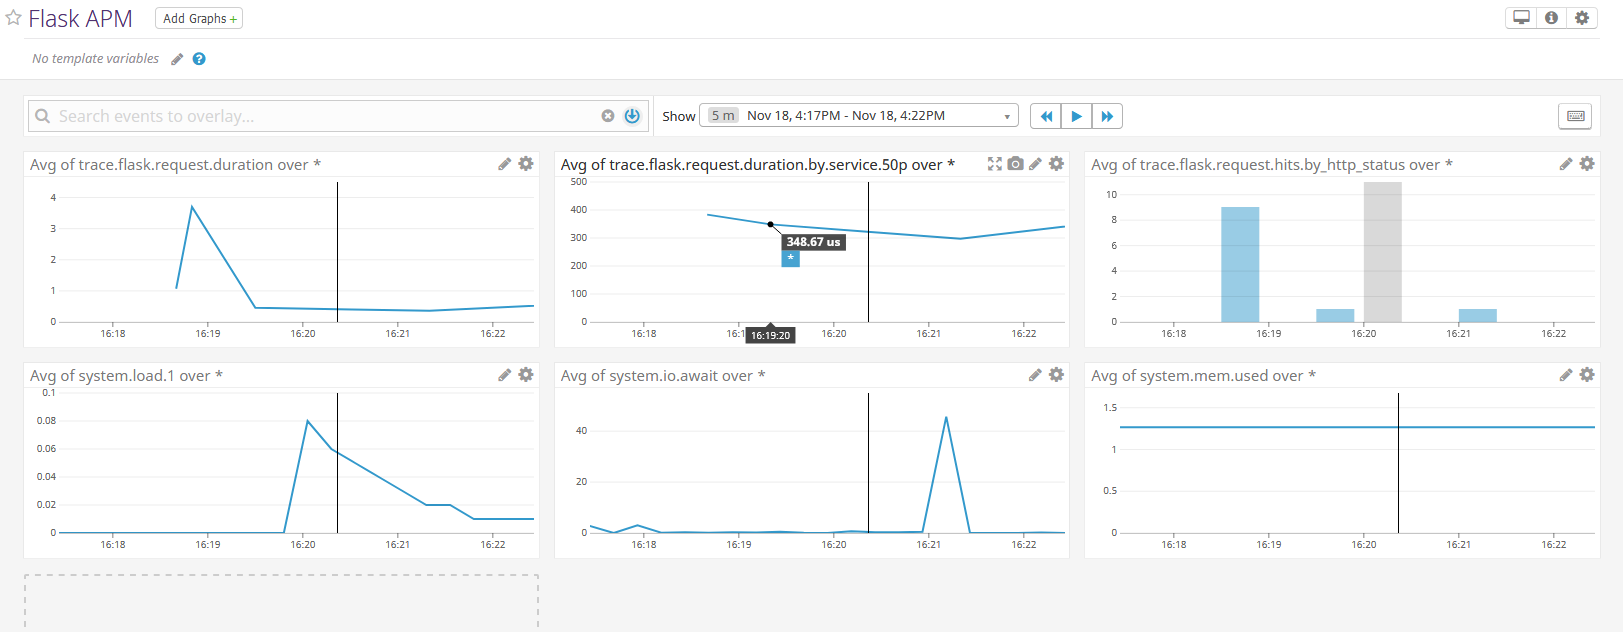 Flask APM Add Graphs +
No template variables
Search events to overlay... Show 5 m Nov 18, 4:17PM - Nov 18, 4:22PM
Avg of trace.flask.request.duration over *
4
3
2
1
0
16:18 16:19 16:20 16:21 16:22
Avg of trace.flask.request.duration.by.service.50p over *
500
400
300
200
100
0
348.67 us
*
16:18 16:1 16:19:20 16:20 16:21 16:22
Avg of trace.flask.request.hits.by_http_status over *
10
8
6
4
2
0
16:18 16:19 16:20 16:21 16:22
Avg of system.load.1 over *
0.1
0.08
0.06
0.04
0.02
0
16:18 16:19 16:20 16:21 16:22
Avg of system.io.await over *
40
20
0
16:18 16:19 16:20 16:21 16:22
Avg of system.mem.used over *
1.5
1
0.5
0
16:18 16:19 16:20 16:21 16:22